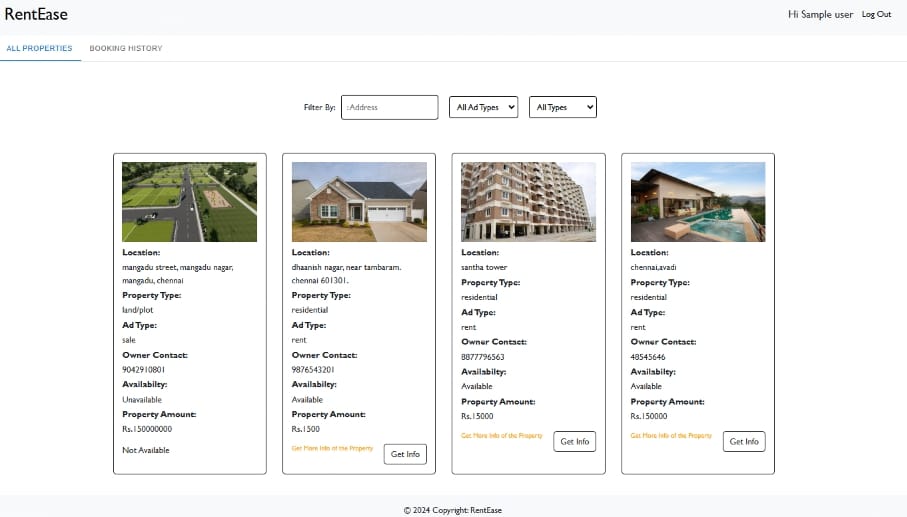 RentEase
Hi Sample user Log Out
ALL PROPERTIES BOOKING HISTORY
Filter By: :Address All Ad Types All Types
Location:
mangadu street, mangadu nagar,
mangadu, chennai
Property Type:
land/plot
Ad Type:
sale
Owner Contact:
9042910801
Availabilty:
Unavailable
Property Amount:
Rs.150000000
Not Available
Location:
dhaanish nagar, near tambaram.
chennai 601301.
Property Type:
residential
Ad Type:
rent
Owner Contact:
9876543201
Availabilty:
Available
Property Amount:
Rs.1500
Get More Info of the Property Get Info
Location:
santha tower
Property Type:
residential
Ad Type:
rent
Owner Contact:
8877796563
Availabilty:
Available
Property Amount:
Rs.15000
Get More Info of the Property Get Info
Location:
chennai,avadi
Property Type:
residential
Ad Type:
rent
Owner Contact:
48545646
Availabilty:
Available
Property Amount:
Rs.150000
Get More Info of the Property Get Info
© 2024 Copyright: RentEase